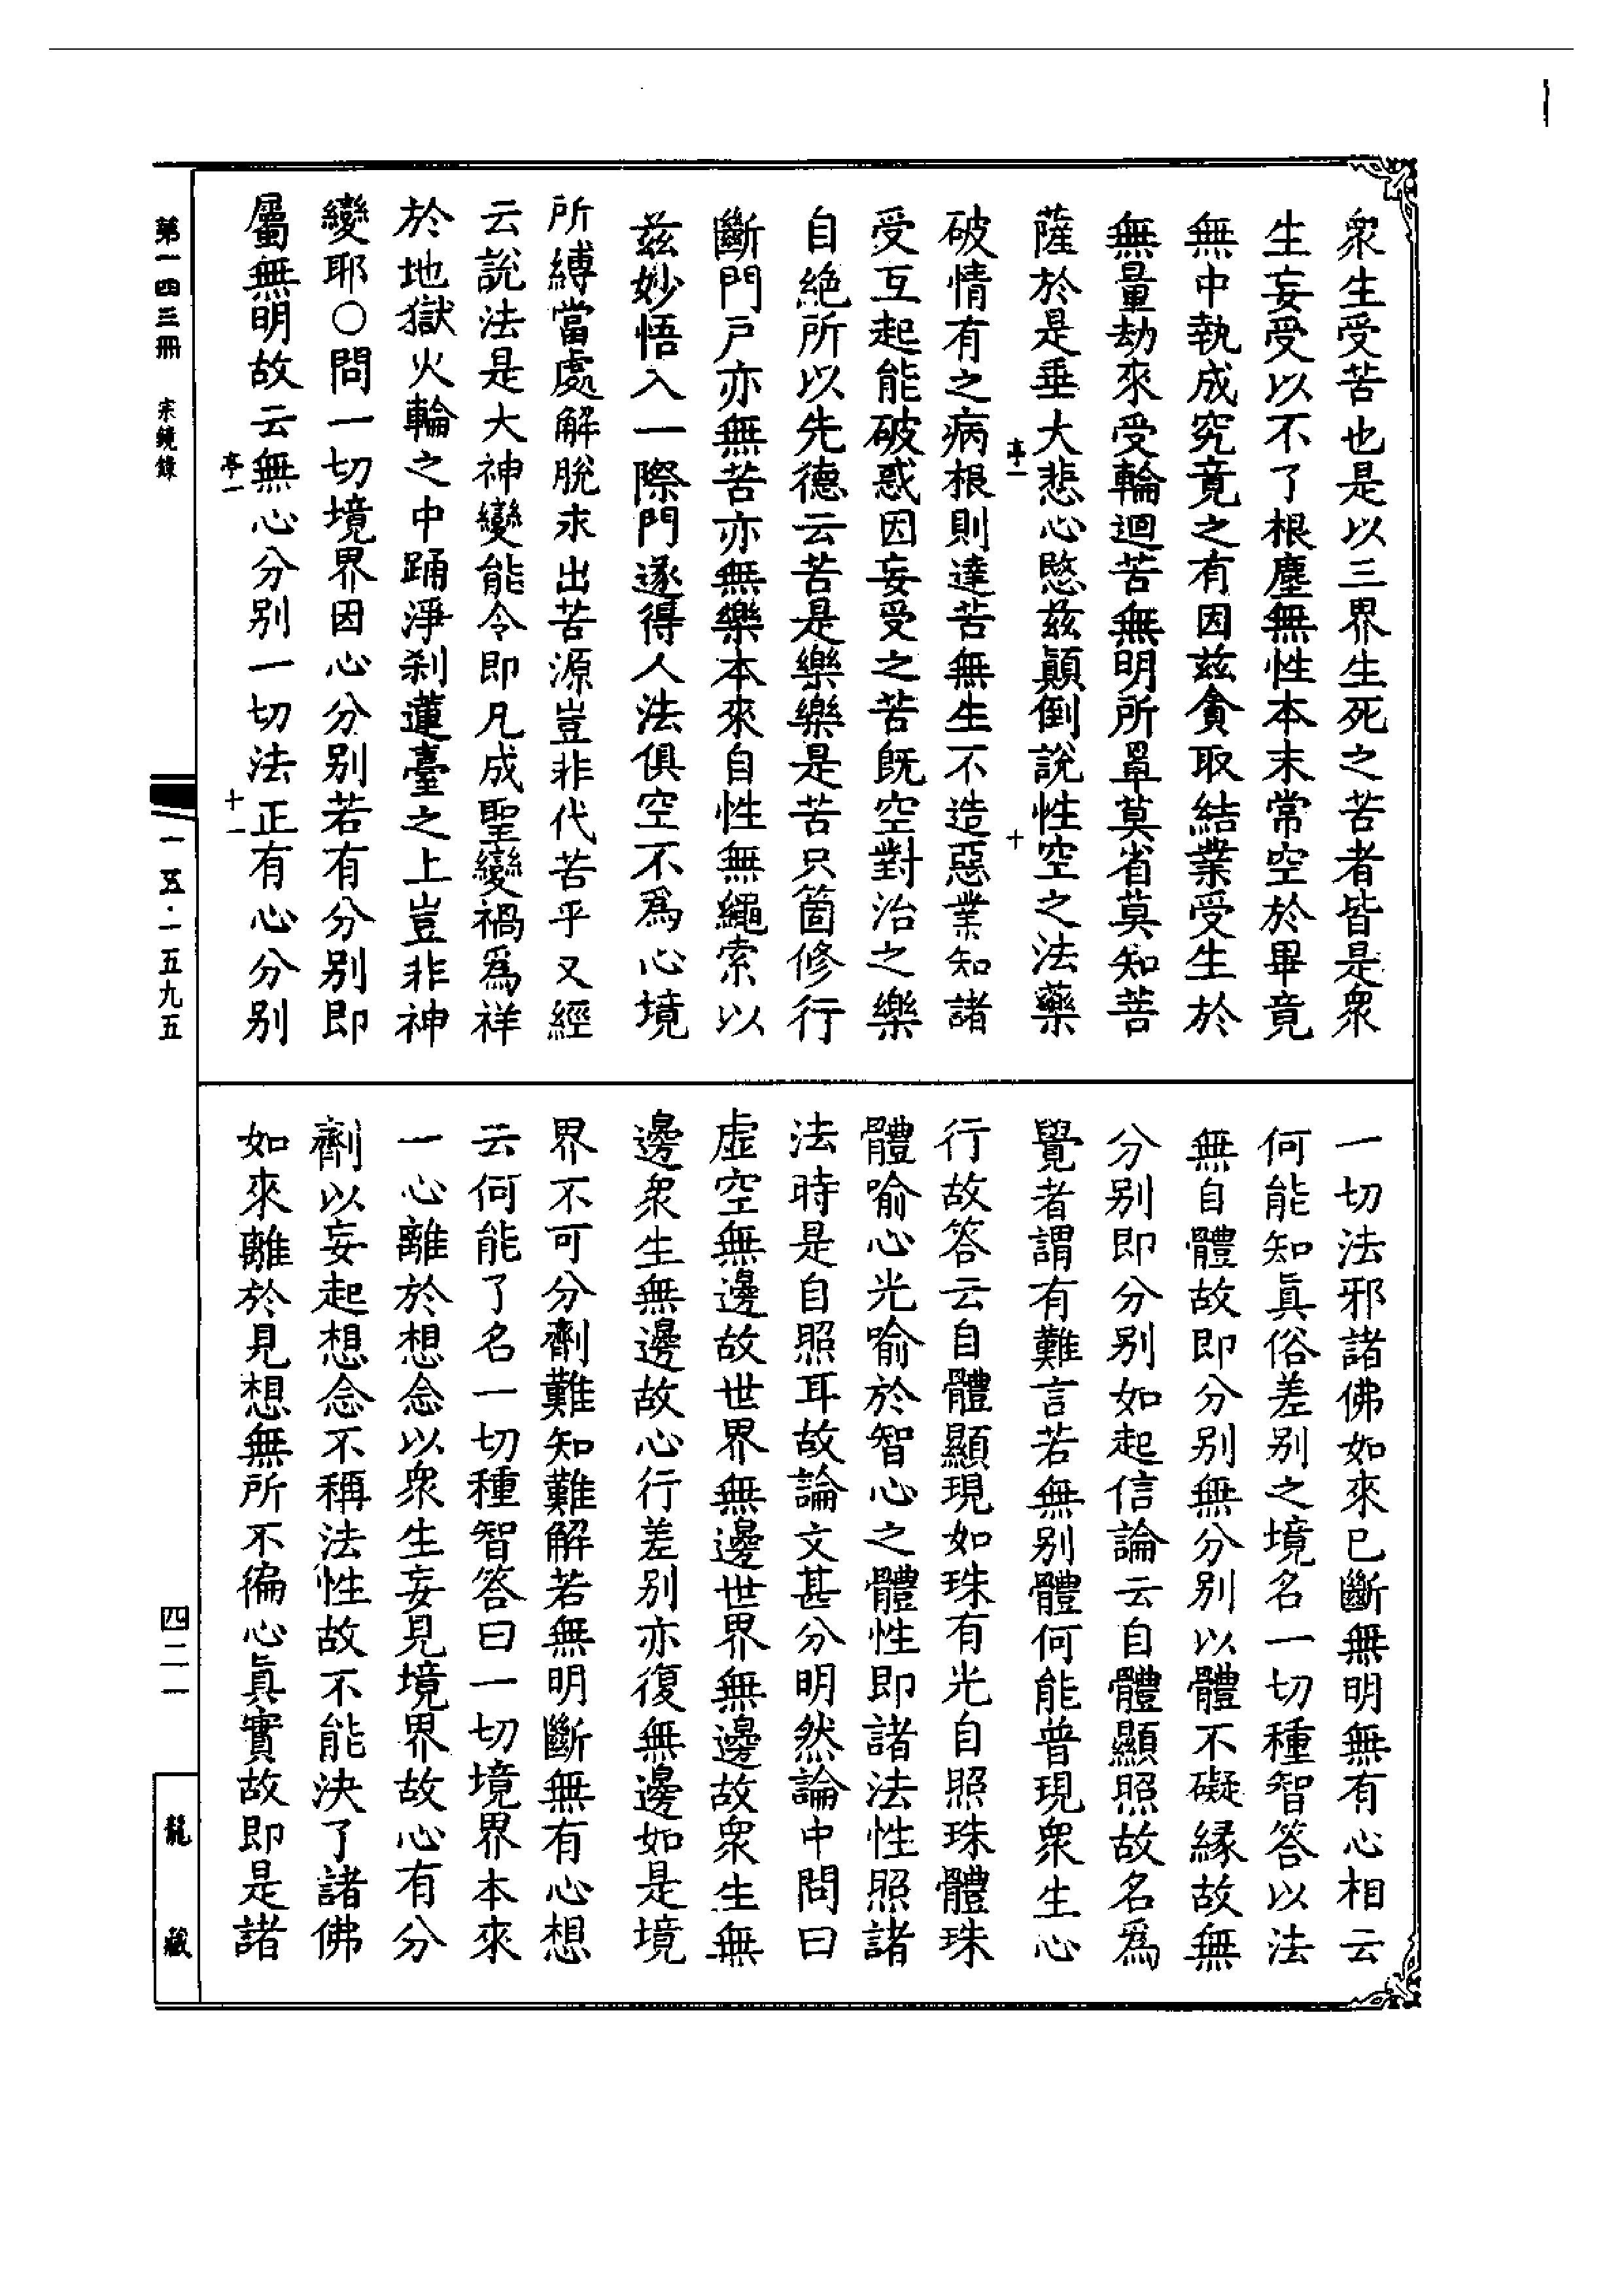 衆生受苦也是以三界生死之苦者皆是衆
生妄受以不了根塵無性本末常空於畢竟
無中執成究竟之有因茲貪取結業受生於
無量劫來受輪迴苦無明所罩莫省莫知菩
薩於是垂大悲心愍茲顛倒說性空之法藥
亭一
十
破情有之病根則達苦無生不造惡業知諸
受互起能破惑因妄受之苦既空對治之樂
自絕所以先德云苦是樂樂是苦只箇修行
斷門戶亦無苦亦無樂本來自性無繩索以
茲妙悟入一際門遂得人法俱空不爲心境
所縛當處解脫求出苦源豈非代苦乎又經
云說法是大神變能令即凡成聖變禍爲祥
於地獄火輪之中踊淨刹蓮臺之上豈非神
變耶○問一切境界因心分別若有分別即
屬無明故云無心分別一切法正有心分別
亭一
十一
一切法邪諸佛如來已斷無明無有心相云
何能知眞俗差別之境名一切種智答以法
無自體故即分別無分別以體不礙緣故無
分別即分別如起信論云自體顯照故名爲
覺者謂有難言若無別體何能普現衆生心
行故答云自體顯現如珠有光自照珠體珠
體喻心光喻於智心之體性即諸法性照諸
法時是自照耳故論文甚分明然論中問曰
虛空無邊故世界無邊世界無邊故衆生無
邊衆生無邊故心行差別亦復無邊如是境
界不可分劑難知難解若無明斷無有心想
云何能了名一切種智答曰一切境界本來
一心離於想念以衆生妄見境界故心有分
劑以妄起想念不稱法性故不能決了諸佛
如來離於見想無所不徧心眞實故即是諸
第一四三冊 宗鏡錄
一五·一五九五
四二一
龍藏